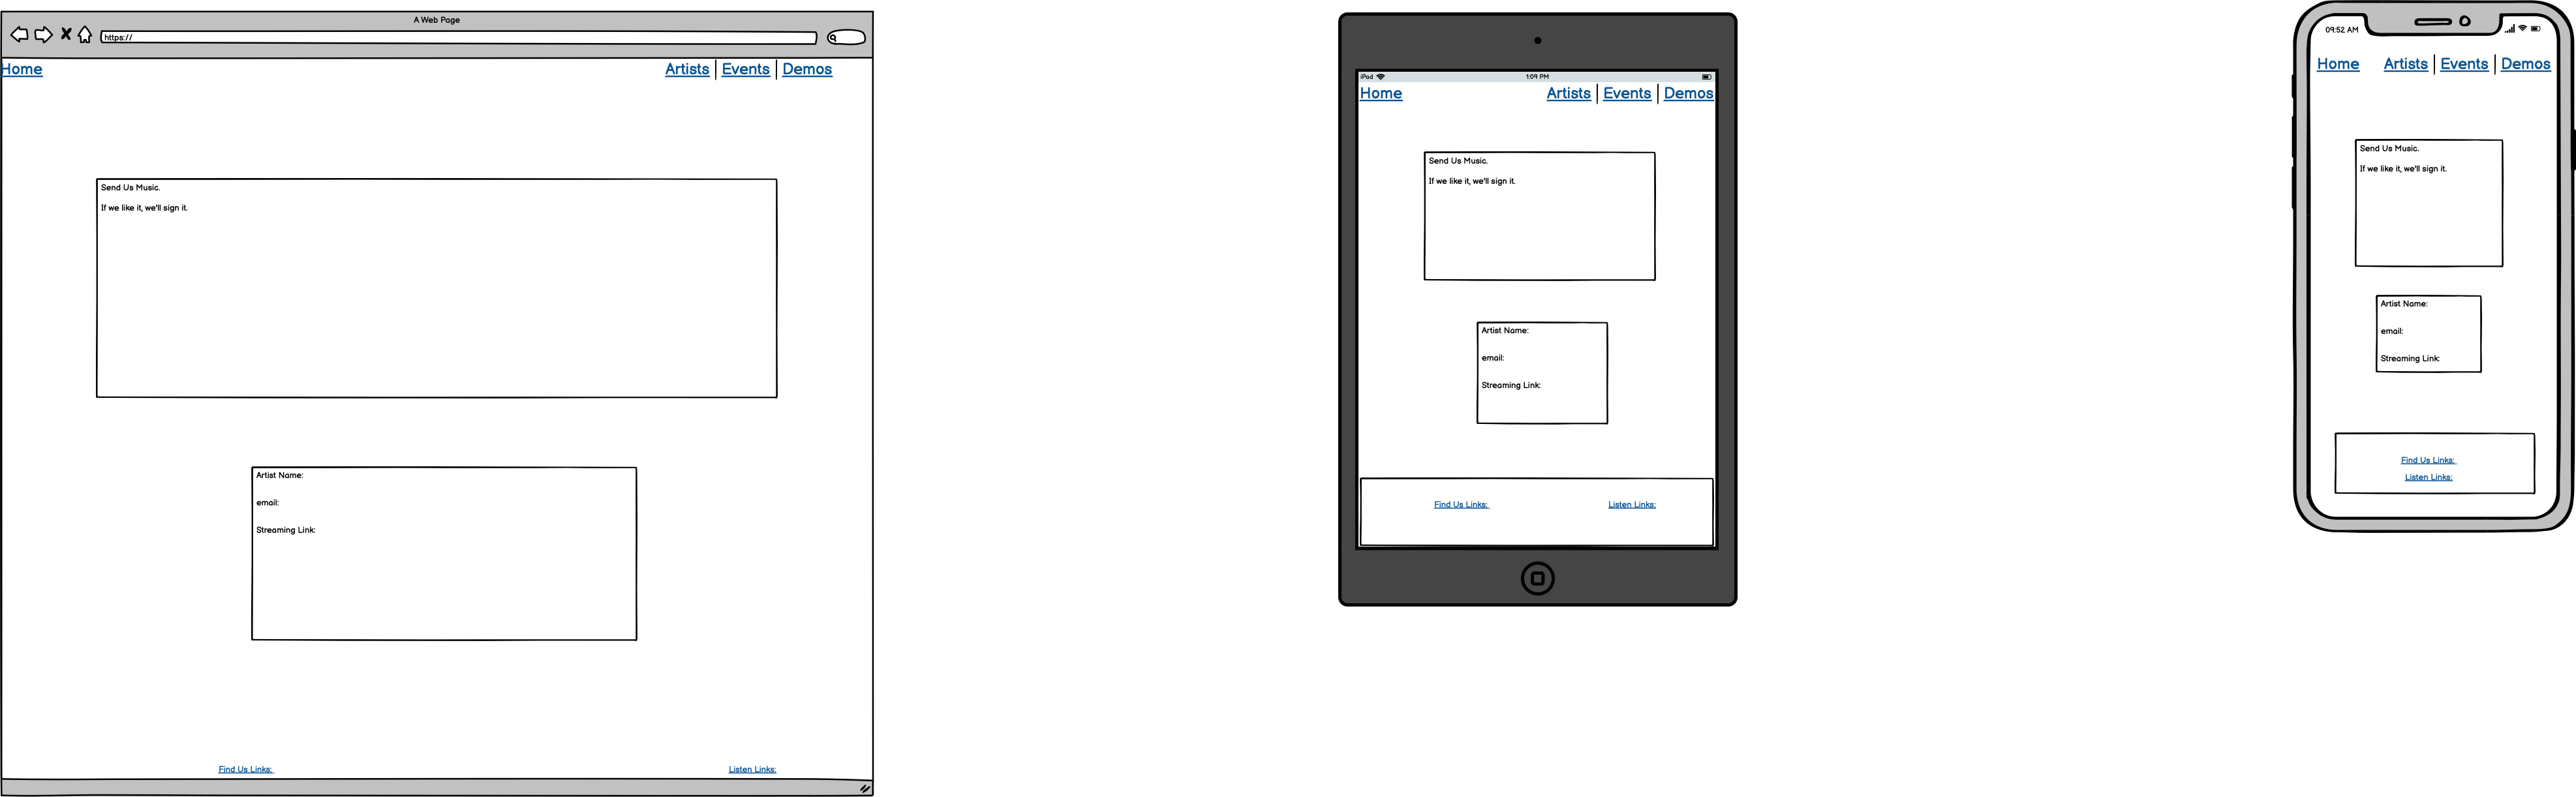 A Web Page
https://
Home Artists Events Demos
Send Us Music.
If we like it, we'll sign it.
Artist Name:
email:
Streaming Link:
Find Us Links: Listen Links:
iPad 1:09 PM
Home Artists Events Demos
Send Us Music.
If we like it, we'll sign it.
Artist Name:
email:
Streaming Link:
Find Us Links: Listen Links:
09:52 AM
Home Artists Events Demos
Send Us Music.
If we like it, we'll sign it.
Artist Name:
email:
Streaming Link:
Find Us Links:
Listen Links: